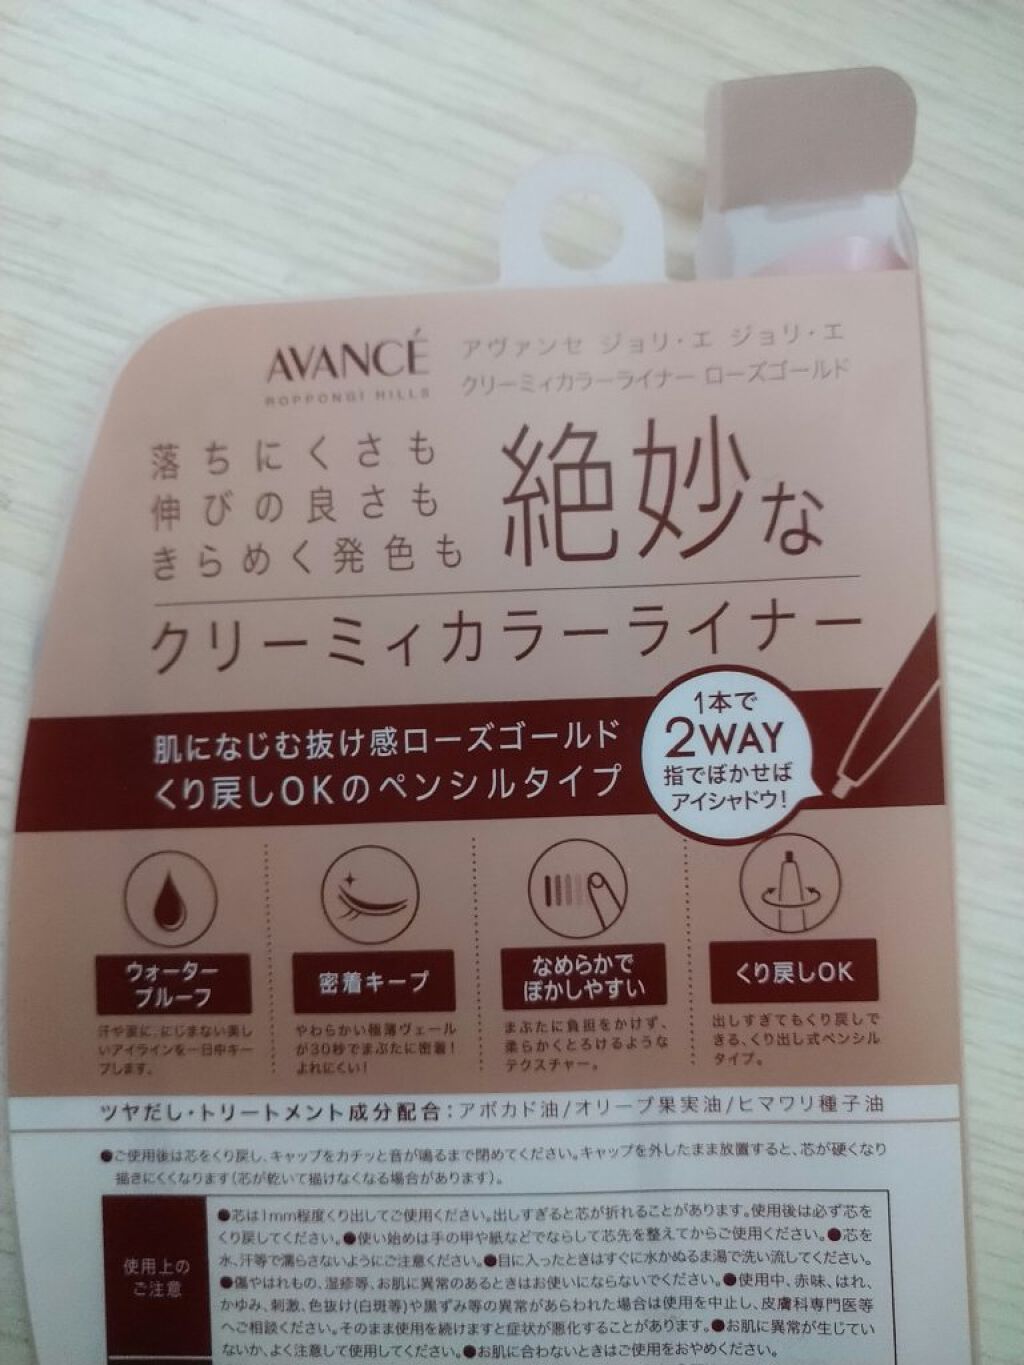 AVANCÉ
ROPPONGI HILLS
アヴァンセ ジョリ・エ ジョリ・エ
クリーミィカラーライナー ローズゴールド
落ちにくさも
伸びの良さも
きらめく発色も
絶妙な
クリーミィカラーライナー
肌になじむ抜け感ローズゴールド
くり戻しOKのペンシルタイプ
1本で
2WAY
指でぼかせば
アイシャドウ!
ウォーター
プルーフ
汗や涙に、にじまない美し
いアイラインを一日中キー
プします。
密着キープ
やわらかい極薄ヴェール
が30秒でまぶたに密着!
よれにくい!
なめらかで
ぼかしやすい
まぶたに負担をかけず、
柔らかくとろけるような
テクスチャー。
くり戻しOK
出しすぎてもくり戻しで
きる、くり出し式ペンシル
タイプ。
ツヤだし・トリートメント成分配合：アボカド油/オリーブ果実油/ヒマワリ種子油
●ご使用後は芯をくり戻し、キャップをカチッと音が鳴るまで閉めてください。キャップを外したまま放置すると、芯が硬くなり
描きにくくなります(芯が乾いて描けなくなる場合があります)。
使用上の
ご注意
●芯は1mm程度くり出してご使用ください。出しすぎると芯が折れることがあります。使用後は必ず芯を
くり戻してください。●使い始めは手の甲や紙などでならして芯先を整えてからご使用ください。●芯を
水、汗等で濡らさないようにご注意ください。●目に入ったときはすぐに水かぬるま湯で洗い流してください。
●傷やはれもの、湿疹等、お肌に異常のあるときはお使いにならないでください。●使用中、赤味、はれ、
かゆみ、刺激、色抜け(白斑等)や黒ずみ等の異常があらわれた場合は使用を中止し、皮膚科専門医等
へご相談ください。そのまま使用を続けますと症状が悪化することがあります。●お肌に異常が生じてい
ないか、よく注意して使用してください。●お肌に合わないときはご使用をおやめください。